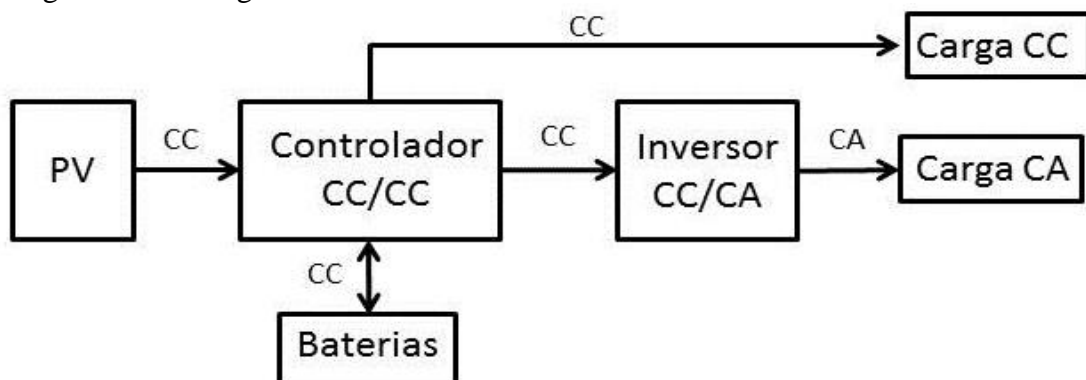 CC
Carga CC
PV
CC
Controlador
CC/CC
CC
Inversor
CC/CA
CA
Carga CA
CC
Baterias